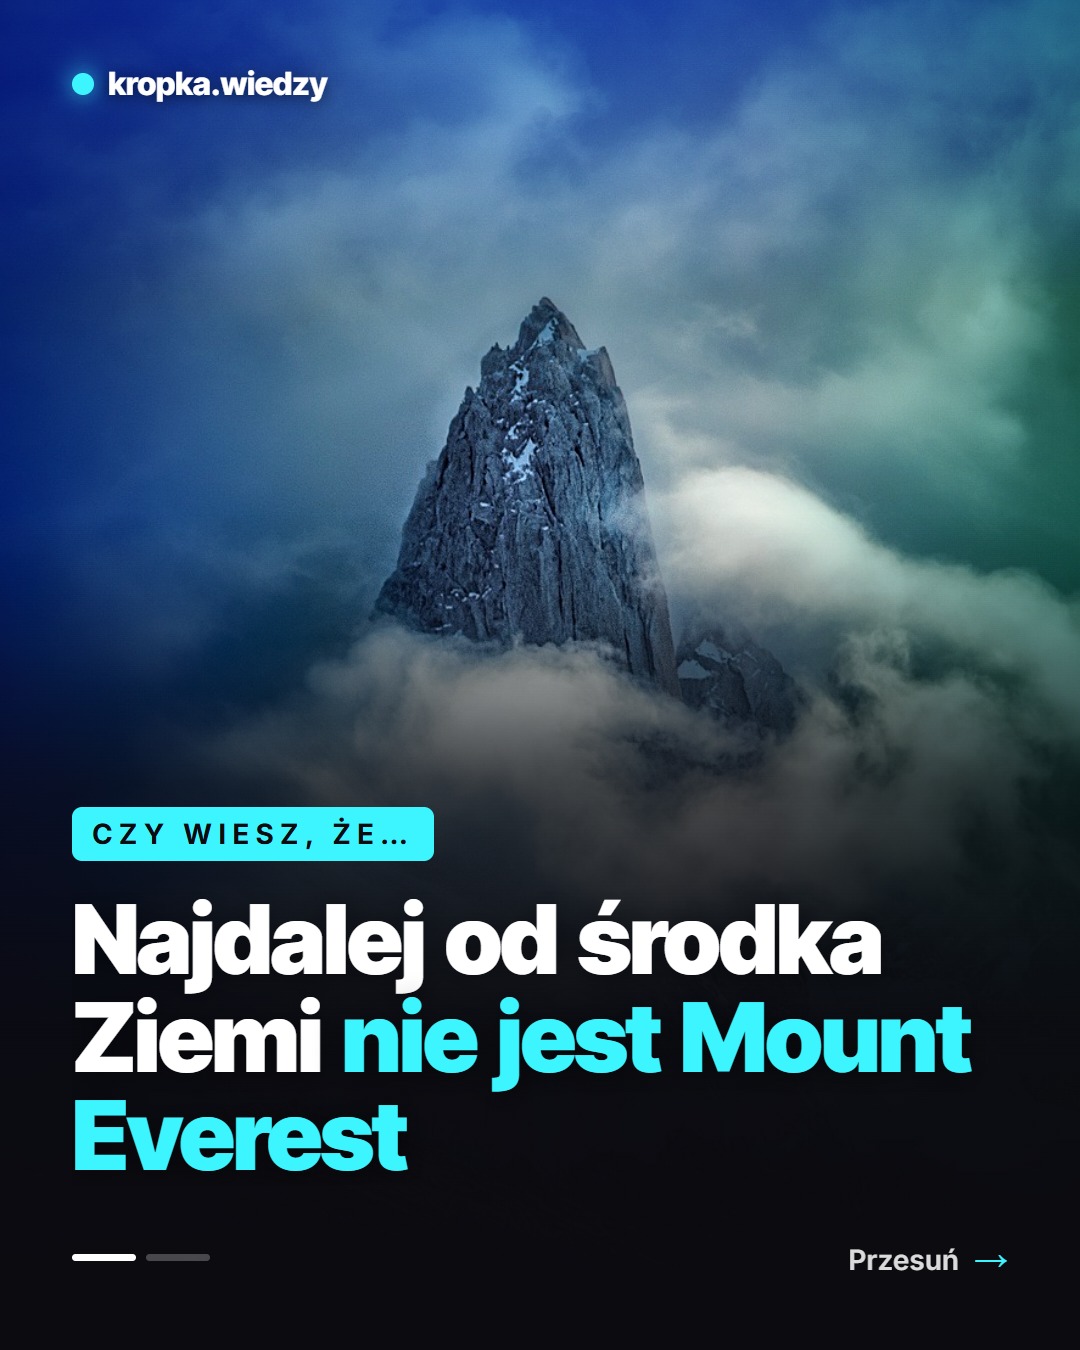 kropka.wiedzy
CZY WIESZ, ŻE...
Najdalej od środka
Ziemi nie jest Mount
Everest
Przesuń →